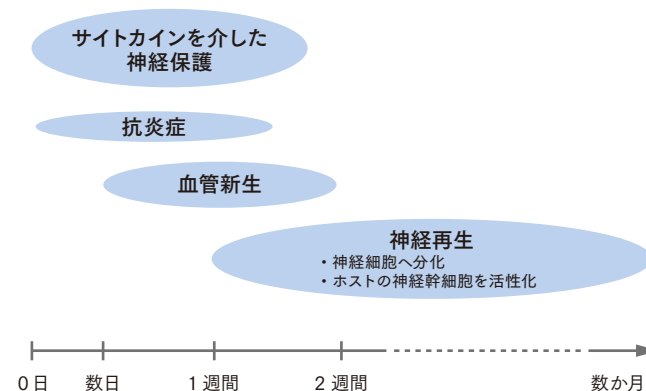 サイトカインを介した
神経保護
抗炎症
血管新生
神経再生
・神経細胞へ分化
・ホストの神経幹細胞を活性化
0日 数日 1週間 2週間 数か月